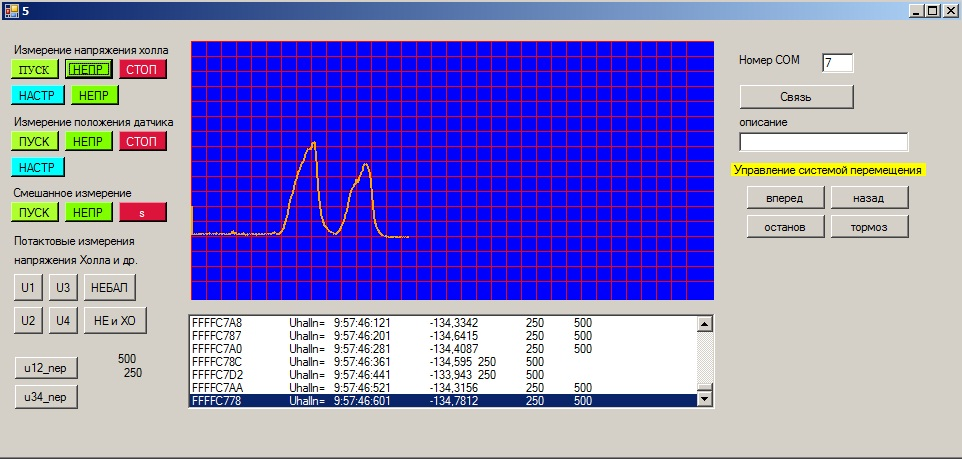 5
Измерение напряжения холла
ПУСК НЕПР СТОП
НАСТР НЕПР
Измерение положения датчика
ПУСК НЕПР СТОП
НАСТР
Смешанное измерение
ПУСК НЕПР s
Потактовые измерения
напряжения Холла и др.
U1 U3 НЕБАЛ
U2 U4 НЕ и ХО
u12_пер 500
250
u34_пер
FFFFC7A8 Uhalln= 9:57:46:121 -134,3342 250 500
FFFFC787 Uhalln= 9:57:46:201 -134,6415 250 500
FFFFC7A0 Uhalln= 9:57:46:281 -134,4087 250 500
FFFFC78C Uhalln= 9:57:46:361 -134,595 250 500
FFFFC7D2 Uhalln= 9:57:46:441 -133,943 250 500
FFFFC7AA Uhalln= 9:57:46:521 -134,3156 250 500
FFFFC778 Uhalln= 9:57:46:601 -134,7812 250 500
Номер COM 7
Связь
описание
Управление системой перемещения
вперед назад
останов тормоз